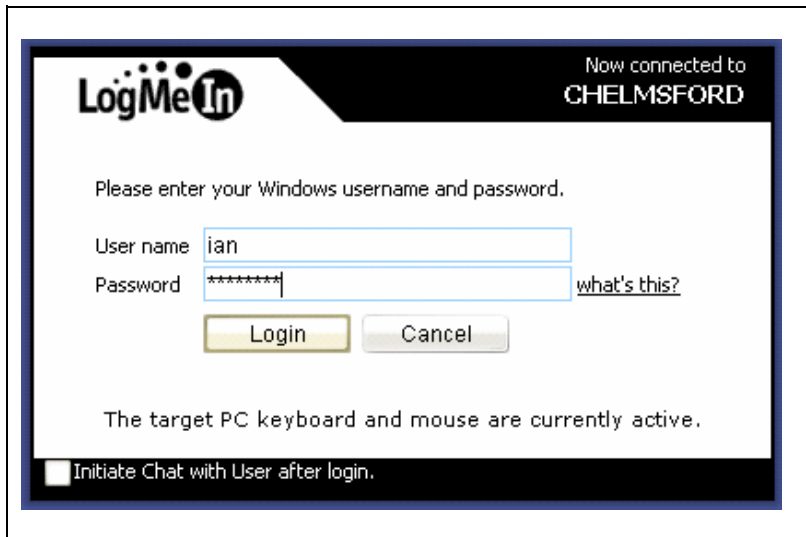 LogMeIn
Now connected to
CHELMSFORD
Please enter your Windows username and password.
User name ian
Password ******** what's this?
Login Cancel
The target PC keyboard and mouse are currently active.
Initiate Chat with User after login.